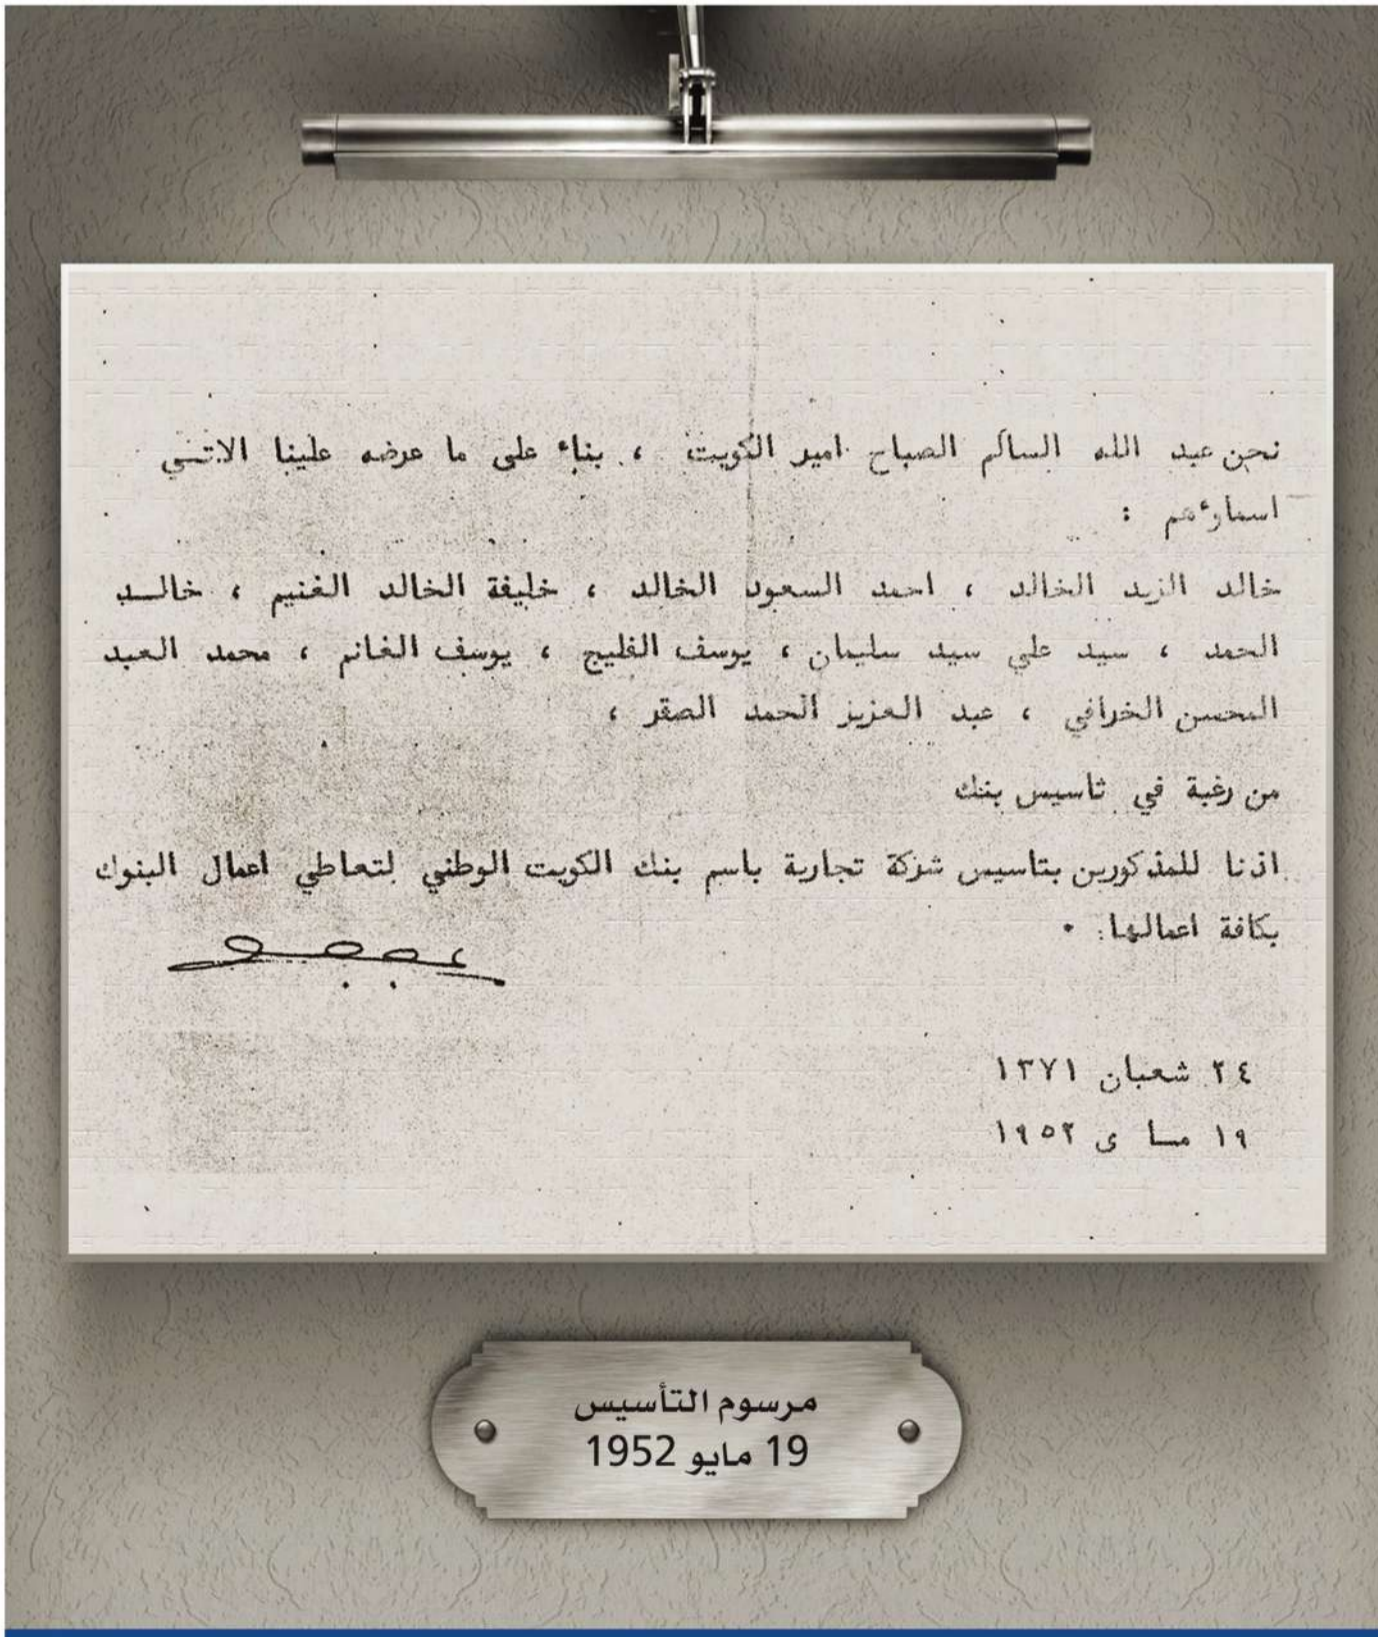 نحن عبد الله السالم الصباح امير الكويت ، بناء على ما عرضه علينا الاتـي
اسماؤهم :
خالد الزيد الخالد ، احمد السعود الخالد ، خليفة الخالد الغنيم ، خالـد
الحمد ، سيد علي سيد سليمان ، يوسف الفليج ، يوسف الغانم ، محمد العبد
المحسن الخرافي ، عبد العزيز الحمد الصقر ،
من رغبة في تاسيس بنك
اذنا للمذكورين بتاسيس شركة تجارية باسم بنك الكويت الوطني لتعاطي اعمال البنوك
بكافة اعمالها .
٢٤ شعبان ١٣٧١
١٩ مـا ى ١٩٥٢
مرسوم التأسيس
19 مايو 1952